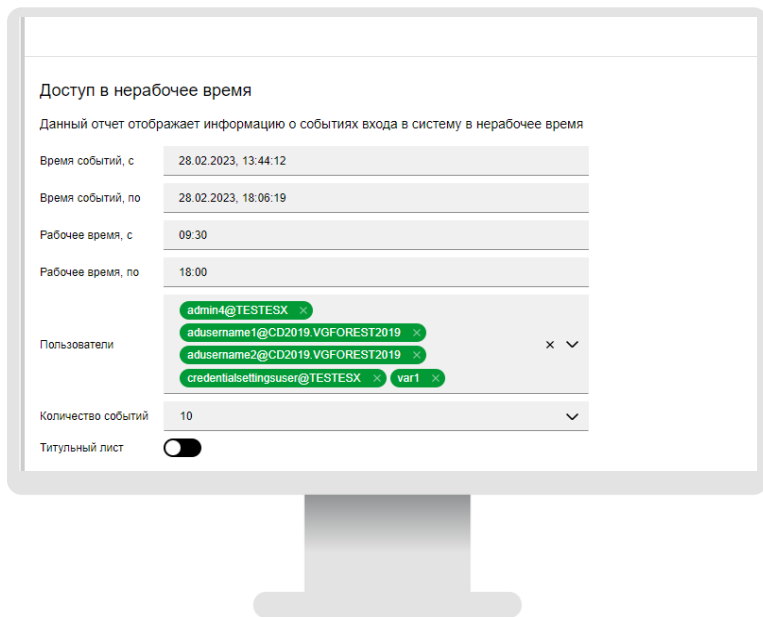 Доступ в нерабочее время
Данный отчет отображает информацию о событиях входа в систему в нерабочее время
Время событий, с 28.02.2023, 13:44:12
Время событий, по 28.02.2023, 18:06:19
Рабочее время, с 09:30
Рабочее время, по 18:00
Пользователи
admin4@TESTESX
adusername1@CD2019.VGFOREST2019
adusername2@CD2019.VGFOREST2019
credentialsettingsuser@TESTESX var1
Количество событий 10
Титульный лист